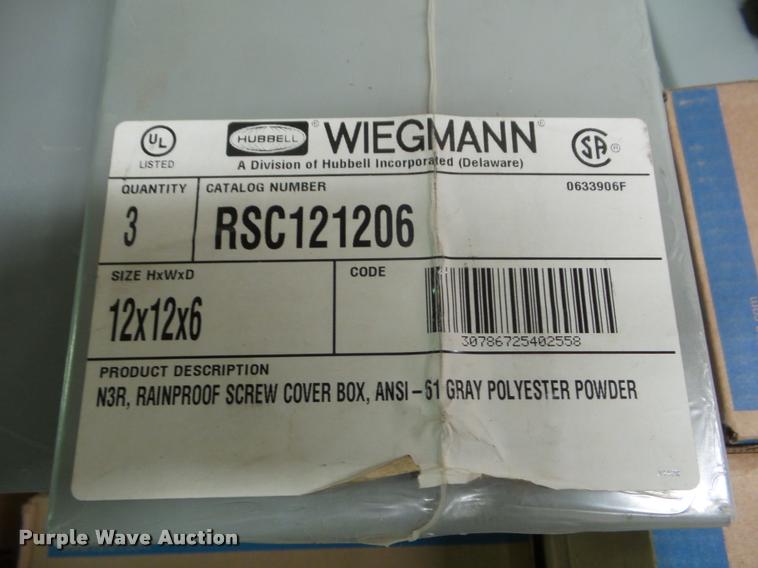 UL
LISTED
HUBBELL ® WIEGMANN ®
A Division of Hubbell Incorporated (Delaware)
SA ®
QUANTITY
3
CATALOG NUMBER
0633906F
RSC121206
SIZE HxWxD
12x12x6
CODE
30786725402558
PRODUCT DESCRIPTION
N3R, RAINPROOF SCREW COVER BOX, ANSI-61 GRAY POLYESTER POWDER
Purple Wave Auction